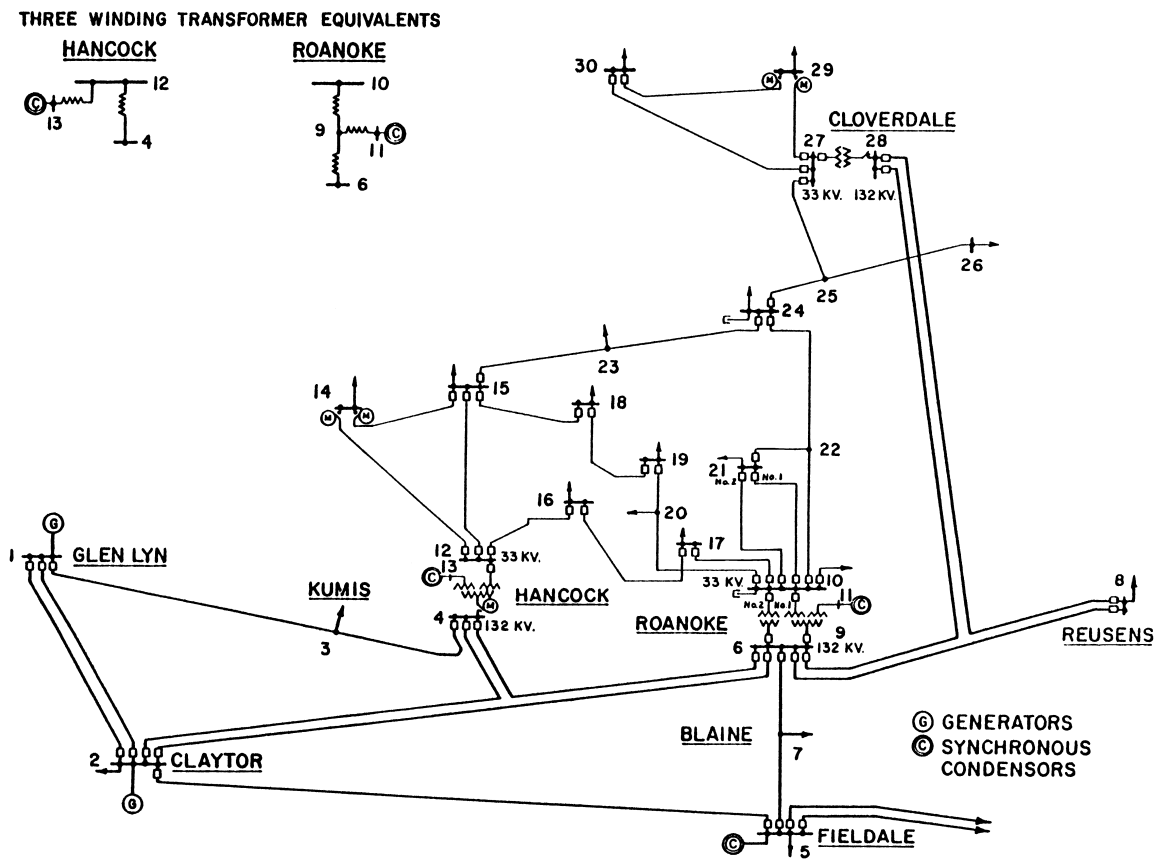 THREE WINDING TRANSFORMER EQUIVALENTS
HANCOCK
ROANOKE
12
C
13
4
10
9
C
11
6
30
29
M
M
CLOVERDALE
27
28
33 KV.
132 KV.
26
25
24
23
14
M
M
15
18
22
19
21
No. 2
No. 1
16
20
17
G
1
GLEN LYN
12
33 KV.
13
C
HANCOCK
M
KUMIS
4
132 KV.
3
33 KV.
10
No.2
No.1
11
C
ROANOKE
9
6
132 KV.
8
REUSENS
BLAINE
7
G GENERATORS
C SYNCHRONOUS
CONDENSORS
2
CLAYTOR
G
C
5
FIELDALE